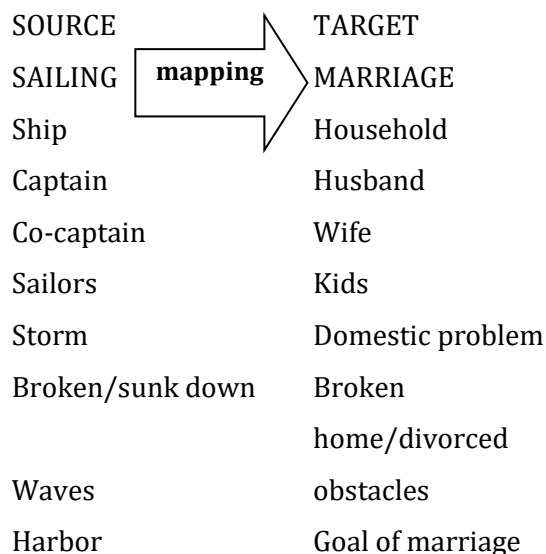 SOURCE TARGET
SAILING mapping MARRIAGE
Ship Household
Captain Husband
Co-captain Wife
Sailors Kids
Storm Domestic problem
Broken/sunk down Broken
home/divorced
Waves obstacles
Harbor Goal of marriage